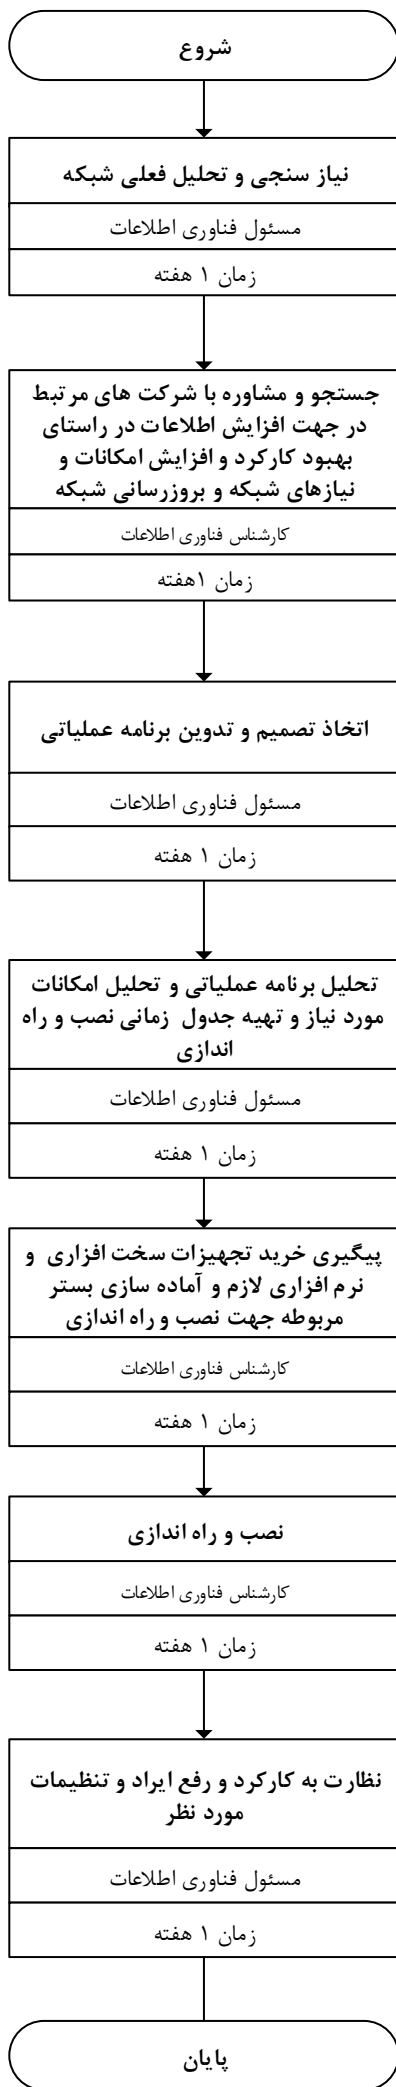 شروع
نیاز سنجی و تحلیل فعلی شبکه
مسئول فناوری اطلاعات
زمان ۱ هفته
جستجو و مشاوره با شرکت های مرتبط
در جهت افزایش اطلاعات در راستای
بهبود کارکرد و افزایش امکانات و
نیازهای شبکه و بروزرسانی شبکه
کارشناس فناوری اطلاعات
زمان ۱هفته
اتخاذ تصمیم و تدوین برنامه عملیاتی
مسئول فناوری اطلاعات
زمان ۱ هفته
تحلیل برنامه عملیاتی و تحلیل امکانات
مورد نیاز و تهیه جدول زمانی نصب و راه
اندازی
مسئول فناوری اطلاعات
زمان ۱ هفته
پیگیری خرید تجهیزات سخت افزاری و
نرم افزاری لازم و آماده سازی بستر
مربوطه جهت نصب و راه اندازی
کارشناس فناوری اطلاعات
زمان ۱ هفته
نصب و راه اندازی
کارشناس فناوری اطلاعات
زمان ۱ هفته
نظارت به کارکرد و رفع ایراد و تنظیمات
مورد نظر
مسئول فناوری اطلاعات
زمان ۱ هفته
پایان